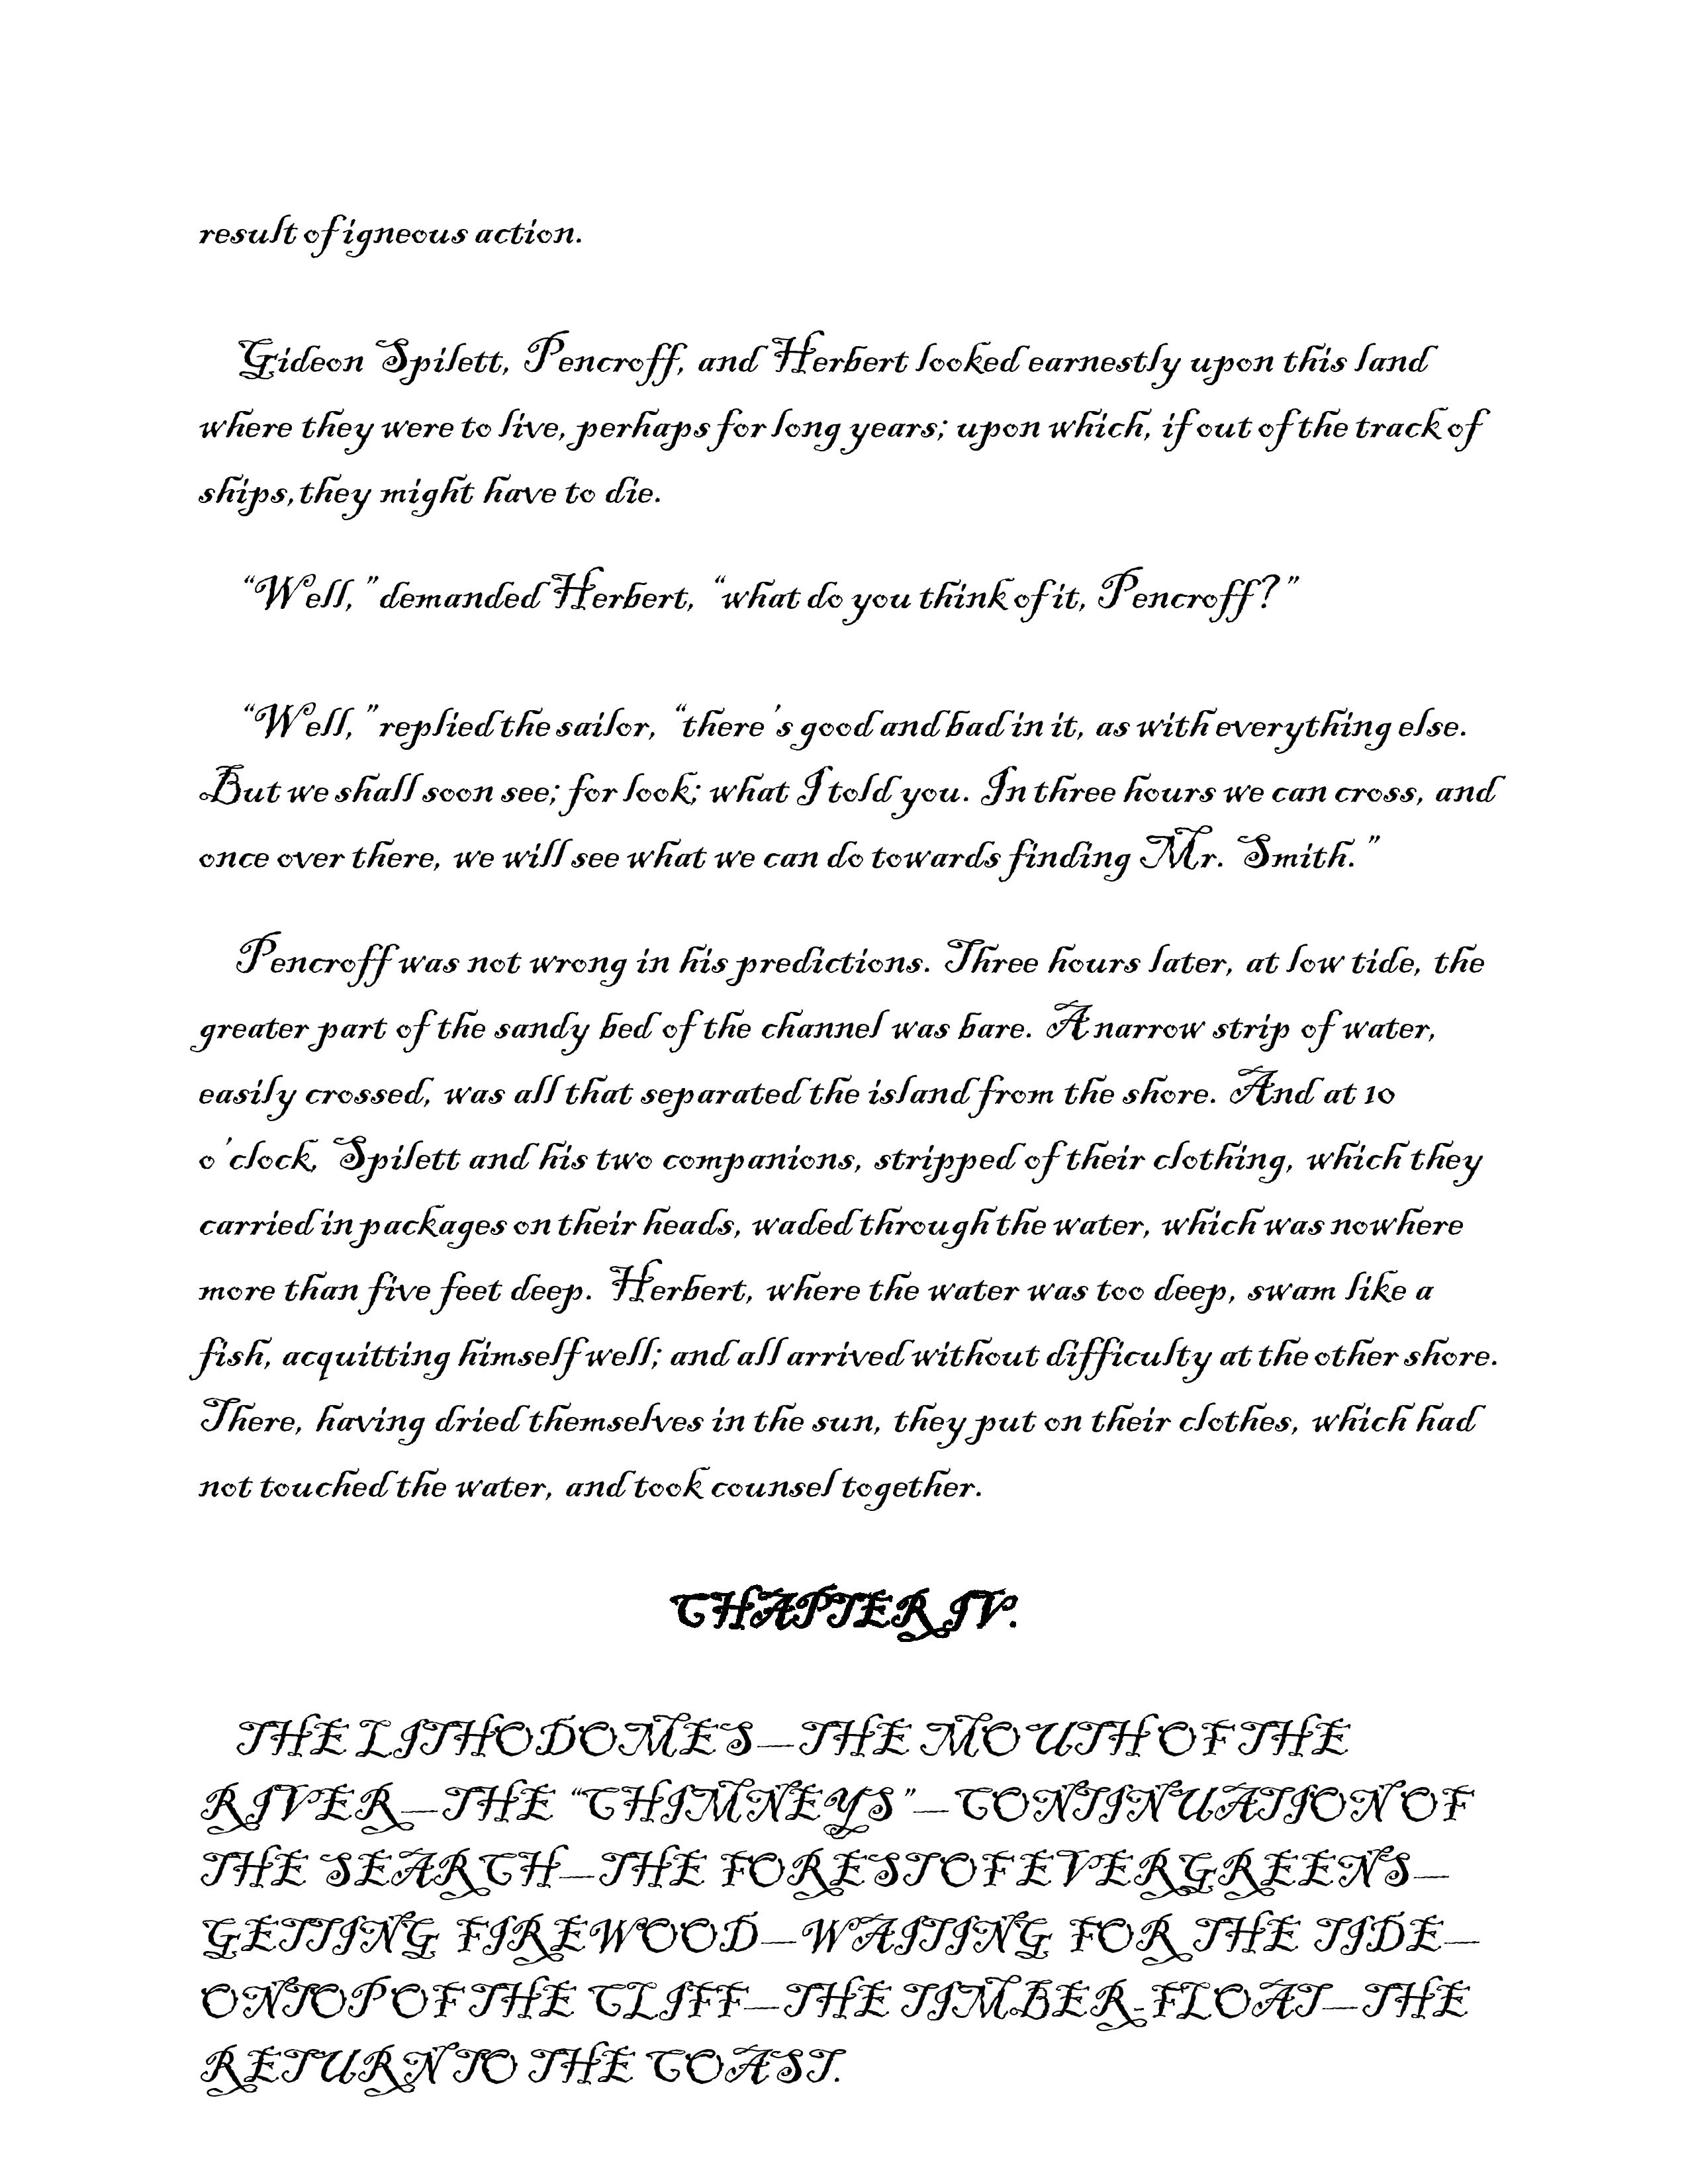 result of igneous action.
Gideon Spilett, Pencroff, and Herbert looked earnestly upon this land
where they were to live, perhaps for long years; upon which, if out of the track of
ships, they might have to die.
“Well,” demanded Herbert, “what do you think of it, Pencroff?”
“Well,” replied the sailor, “there’s good and bad in it, as with everything else.
But we shall soon see; for look; what I told you. In three hours we can cross, and
once over there, we will see what we can do towards finding Mr. Smith.”
Pencroff was not wrong in his predictions. Three hours later, at low tide, the
greater part of the sandy bed of the channel was bare. A narrow strip of water,
easily crossed, was all that separated the island from the shore. And at 10
o’clock, Spilett and his two companions, stripped of their clothing, which they
carried in packages on their heads, waded through the water, which was nowhere
more than five feet deep. Herbert, where the water was too deep, swam like a
fish, acquitting himself well; and all arrived without difficulty at the other shore.
There, having dried themselves in the sun, they put on their clothes, which had
not touched the water, and took counsel together.
CHAPTER IV.
THE LITHODOMES—THE MOUTH OF THE
RIVER—THE “CHIMNEYS”—CONTINUATION OF
THE SEARCH—THE FOREST OF EVERGREENS—
GETTING FIREWOOD—WAITING FOR THE TIDE—
ON TOP OF THE CLIFF—THE TIMBER-FLOAT—THE
RETURN TO THE COAST.